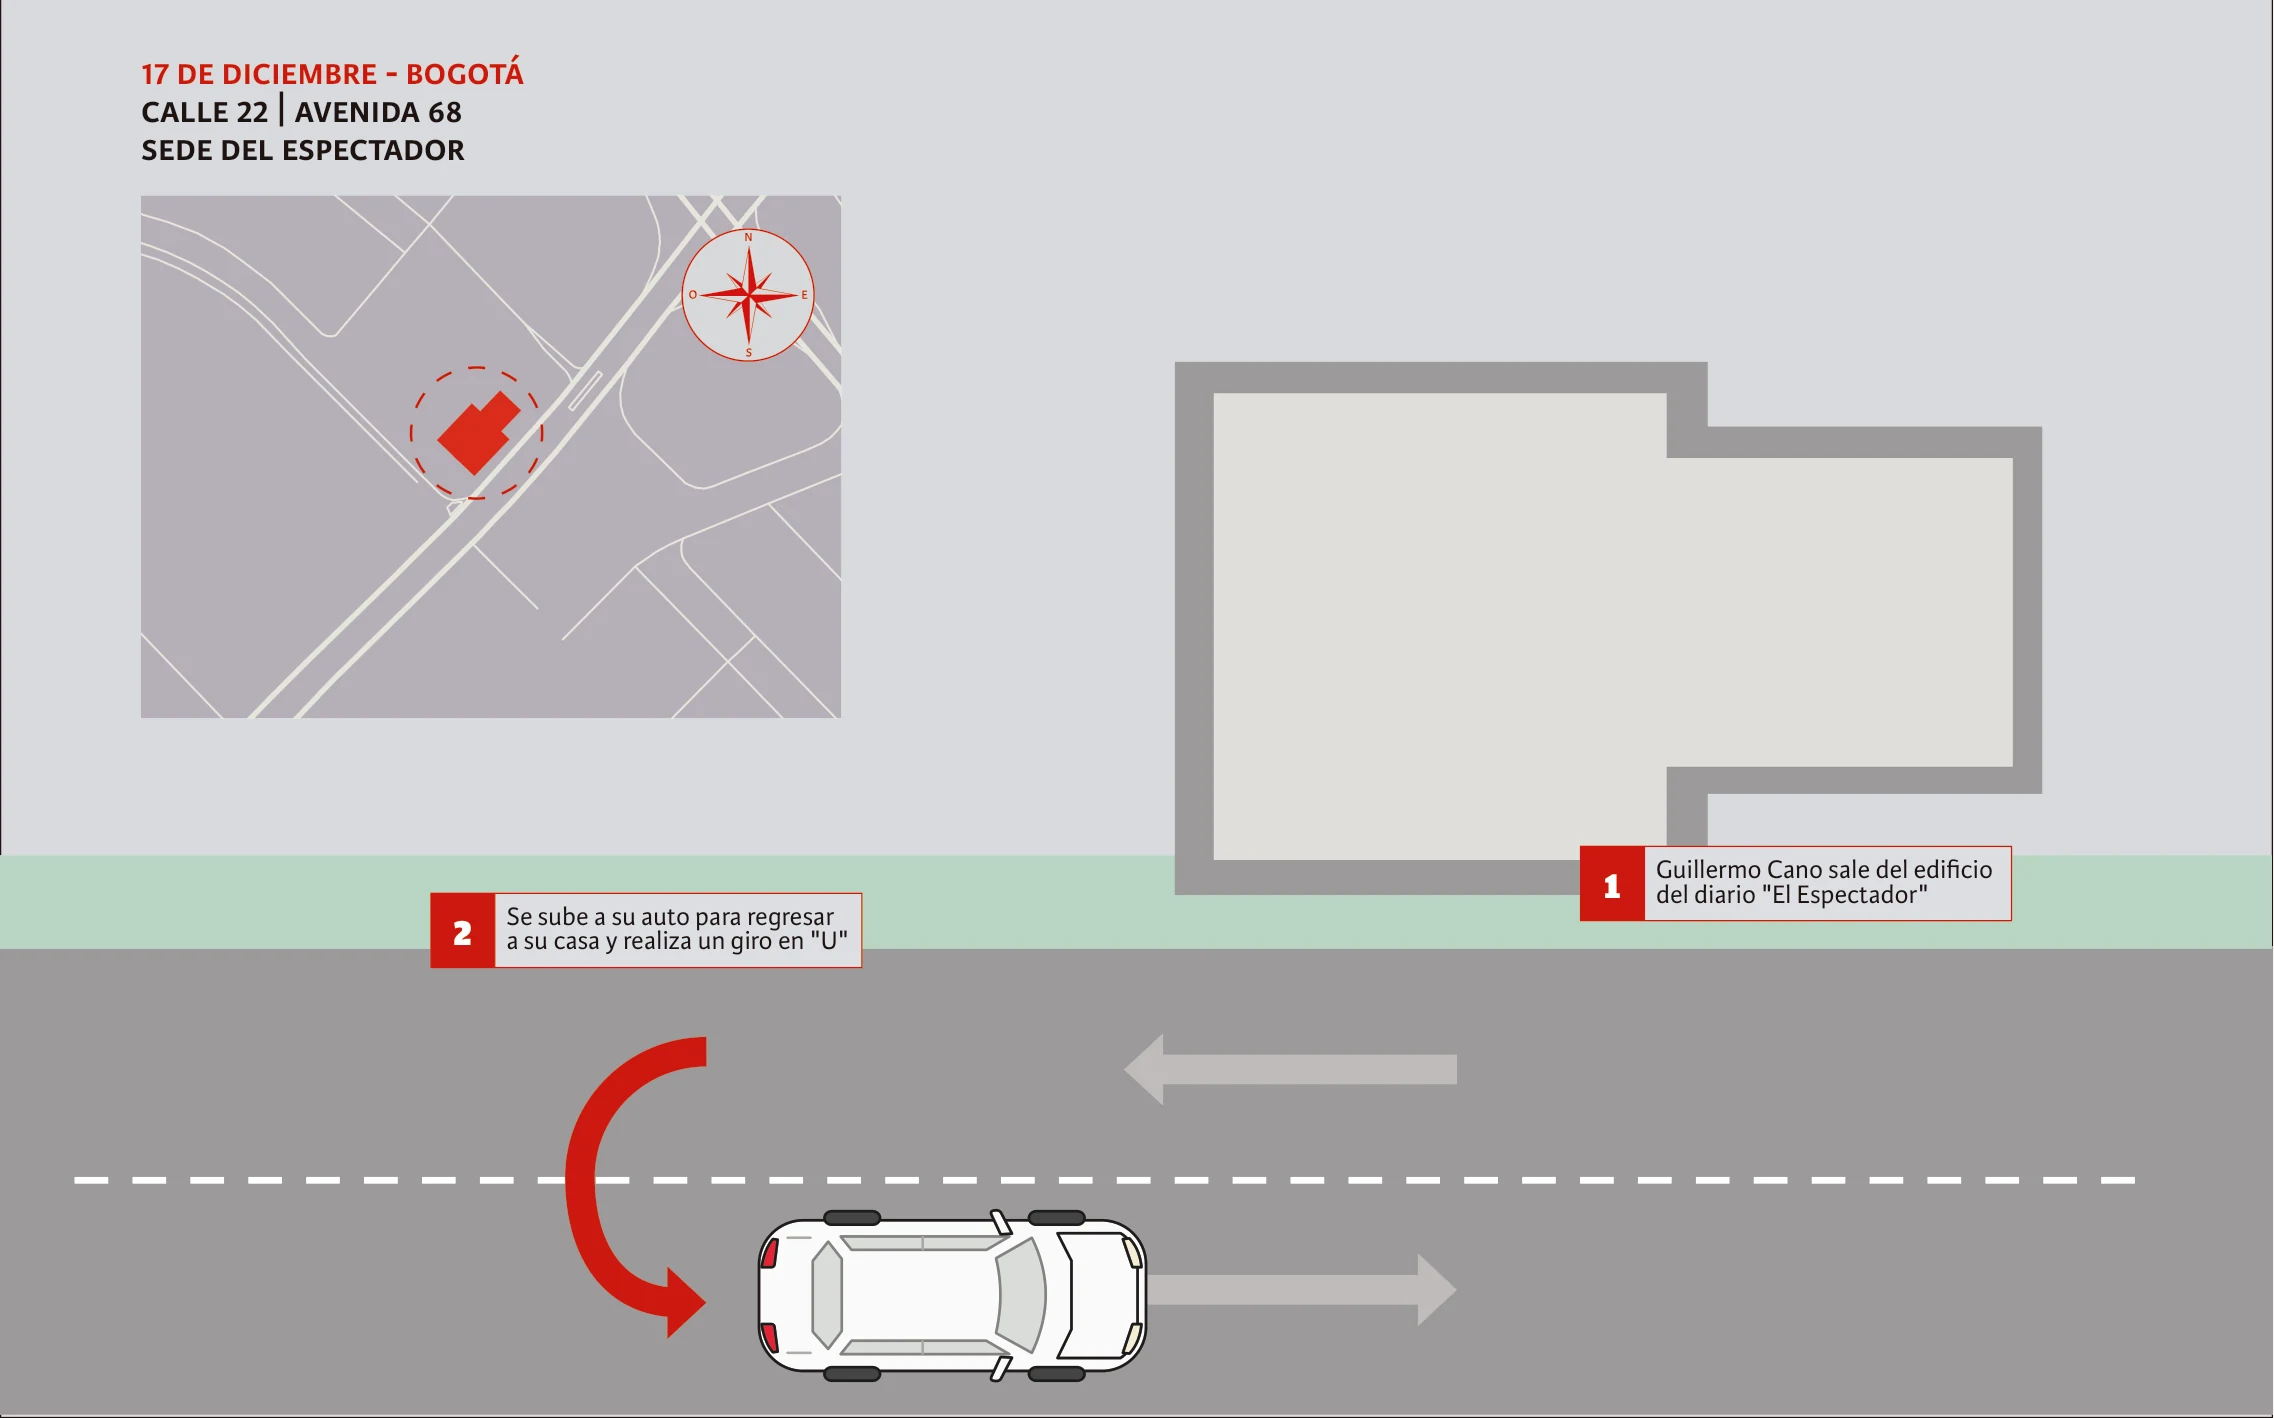 17 DE DICIEMBRE - BOGOTÁ
CALLE 22 | AVENIDA 68
SEDE DEL ESPECTADOR
N
O
E
S
1
Guillermo Cano sale del edificio
del diario "El Espectador"
2
Se sube a su auto para regresar
a su casa y realiza un giro en "U"